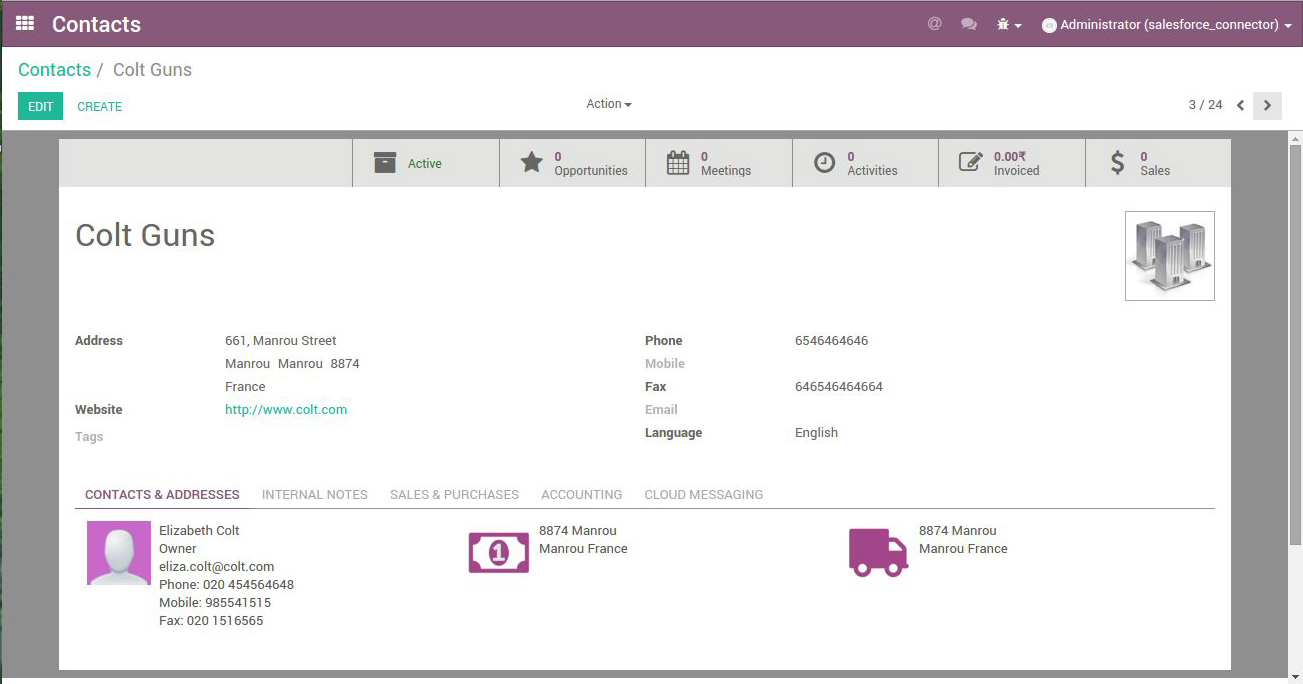 Contacts
@
Administrator (salesforce_connector)
Contacts / Colt Guns
EDIT CREATE
Action
3 / 24
Active
0
Opportunities
0
Meetings
0
Activities
0.00₹
Invoiced
$
0
Sales
Colt Guns
Address 661, Manrou Street
Manrou Manrou 8874
France
Website http://www.colt.com
Tags
Phone 6546464646
Mobile
Fax 646546464664
Email
Language English
CONTACTS & ADDRESSES INTERNAL NOTES SALES & PURCHASES ACCOUNTING CLOUD MESSAGING
Elizabeth Colt
Owner
eliza.colt@colt.com
Phone: 020 454564648
Mobile: 985541515
Fax: 020 1516565
1
8874 Manrou
Manrou France
8874 Manrou
Manrou France